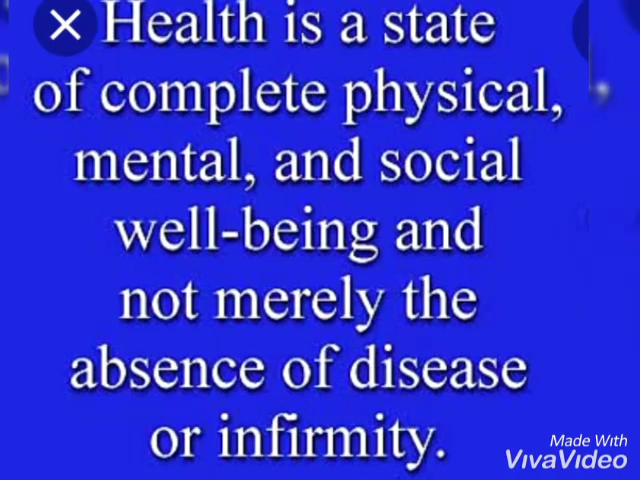 Health is a state
of complete physical,
mental, and social
well-being and
not merely the
absence of disease
or infirmity.
Made With
VivaVideo